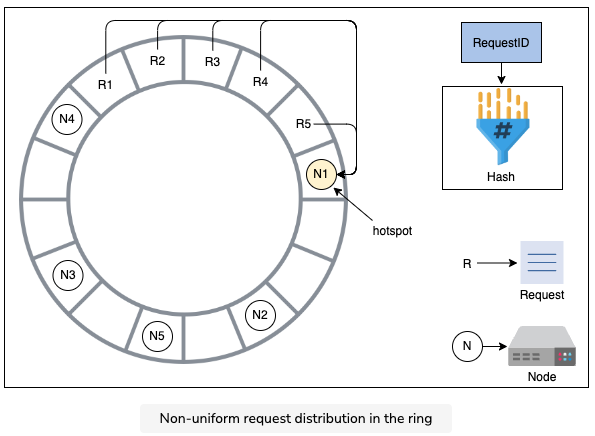 RequestID
R2
R3
R1
R4
#
N4
R5
N1
Hash
hotspot
R
N3
Request
N2
N5
N
Node
Non-uniform request distribution in the ring